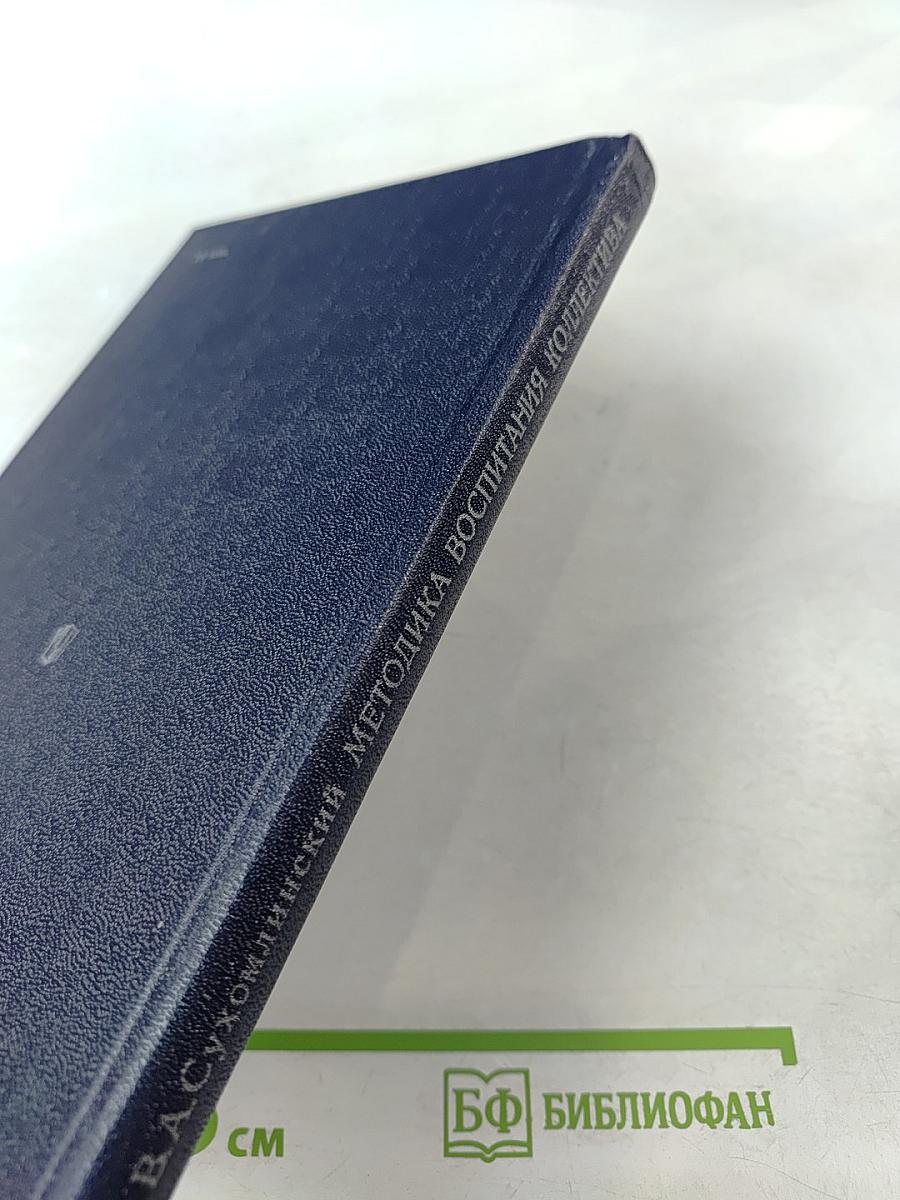 В. А. СУХОМЛИНСКИЙ МЕТОДИКА ВОСПИТАНИЯ КОЛЛЕКТИВА
см
БФ БИБЛИОФАН